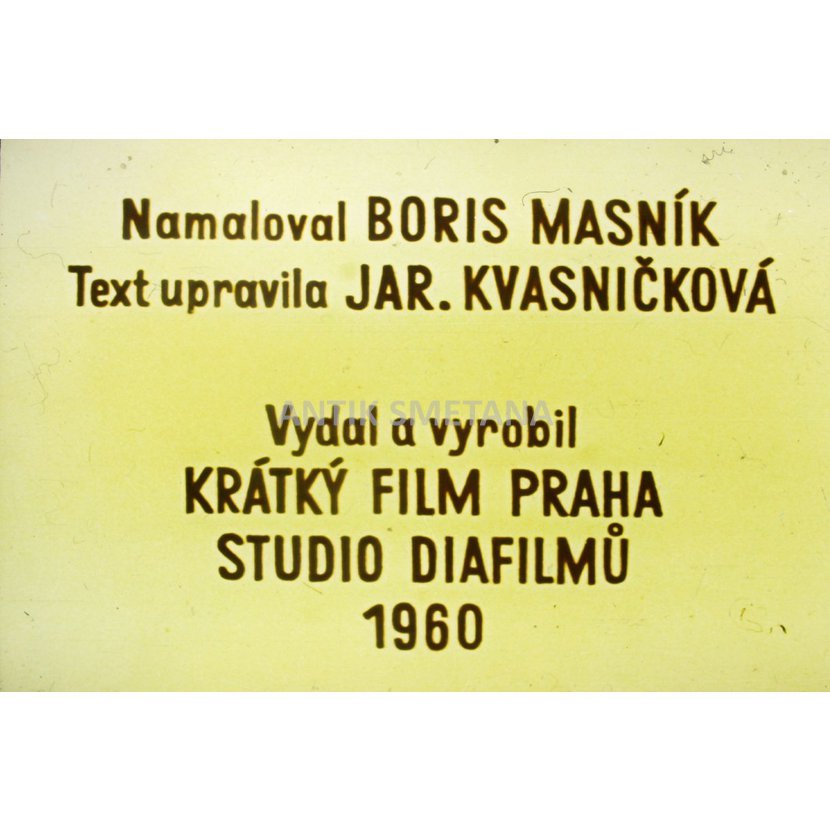 Namaloval BORIS MASNÍK
Text upravila JAR. KVASNIČKOVÁ
ANTIK SMETANA
Vydal a vyrobil
KRÁTKÝ FILM PRAHA
STUDIO DIAFILMŮ
1960